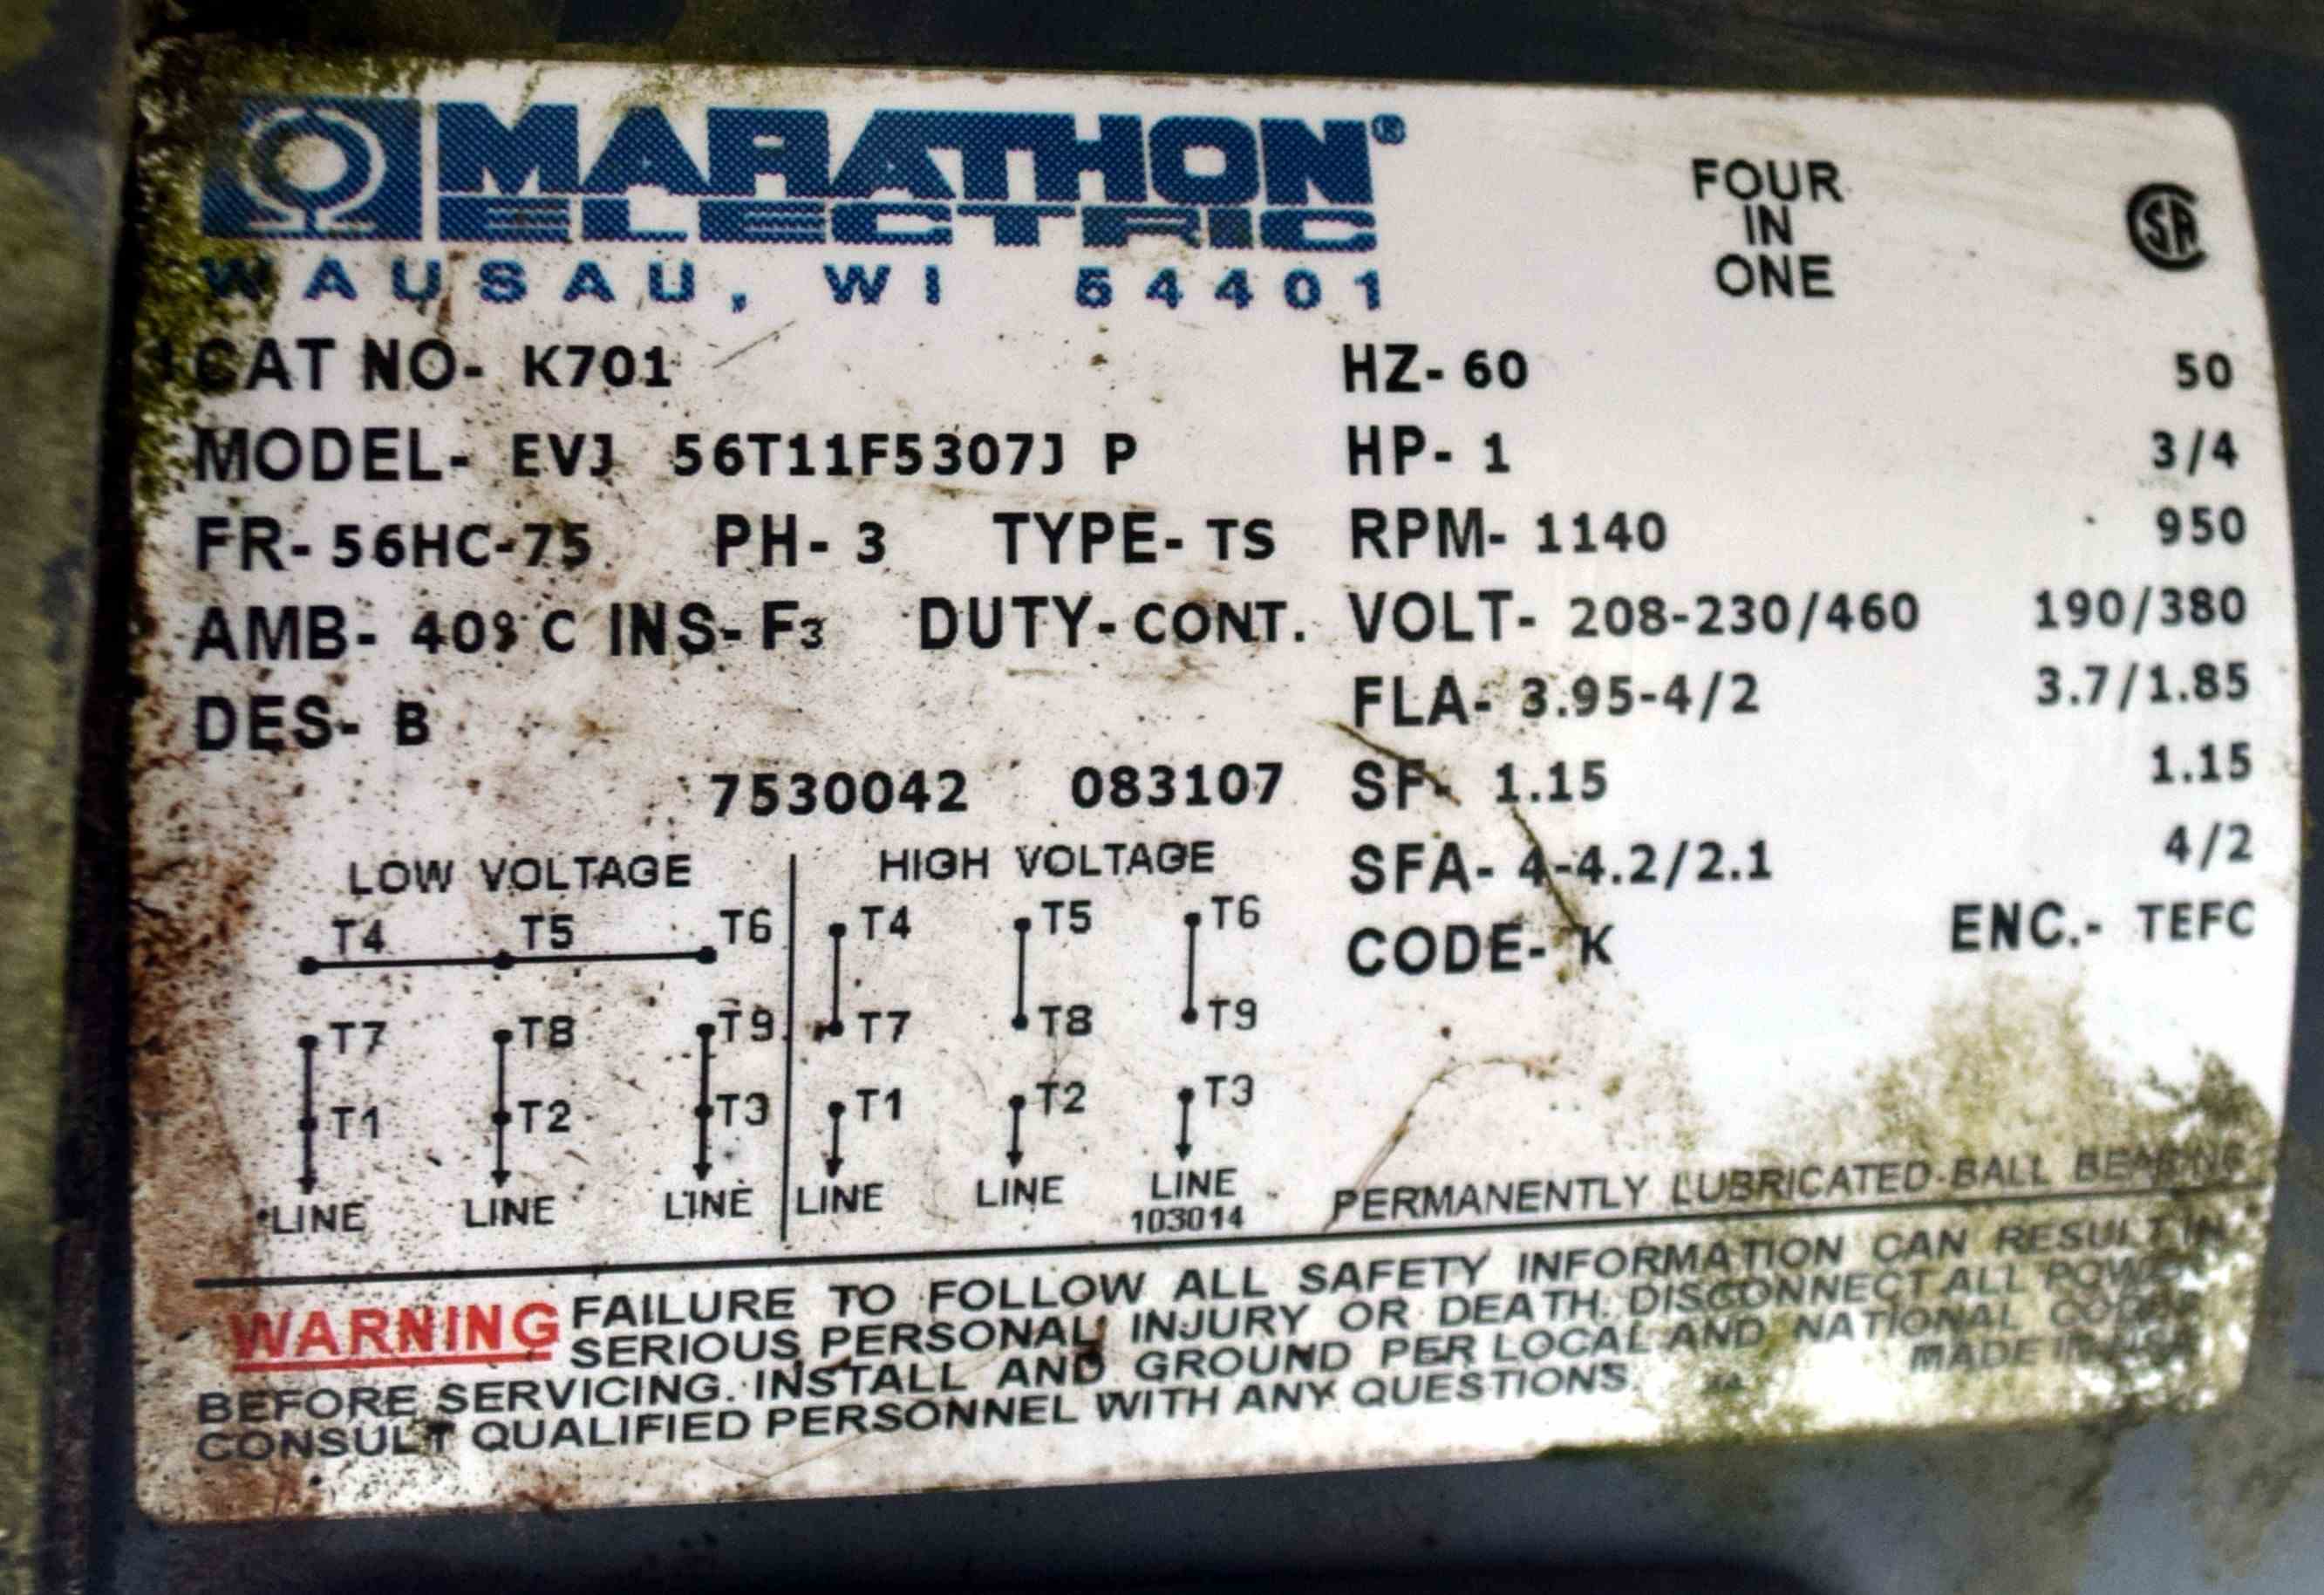 MARATHON®
ELECTRIC
WAUSAU, WI 54401
FOUR
IN
ONE
CSA
CAT NO- K701
MODEL- EVJ 56T11F5307J P
FR- 56HC-75 PH- 3 TYPE- TS
AMB- 40° C INS- F3 DUTY- CONT.
DES- B
7530042 083107
HZ- 60 50
HP- 1 3/4
RPM- 1140 950
VOLT- 208-230/460 190/380
FLA- 3.95-4/2 3.7/1.85
SF- 1.15 1.15
SFA- 4-4.2/2.1 4/2
CODE- K ENC.- TEFC
LOW VOLTAGE
T4 T5 T6
T7 T8 T9
T1 T2 T3
LINE LINE LINE
HIGH VOLTAGE
T4 T5 T6
T7 T8 T9
T1 T2 T3
LINE LINE LINE
103014
PERMANENTLY LUBRICATED BALL BEARING
WARNING FAILURE TO FOLLOW ALL SAFETY INFORMATION CAN RESULT IN
SERIOUS PERSONAL INJURY OR DEATH. DISCONNECT ALL POWER
BEFORE SERVICING. INSTALL AND GROUND PER LOCAL AND NATIONAL CODES.
CONSULT QUALIFIED PERSONNEL WITH ANY QUESTIONS. MADE IN